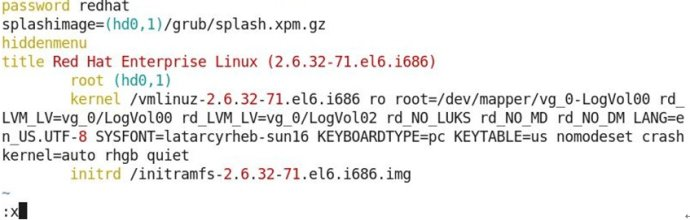 password redhat
splashimage=(hd0,1)/grub/splash.xpm.gz
hiddenmenu
title Red Hat Enterprise Linux (2.6.32-71.el6.i686)
root (hd0,1)
kernel /vmlinuz-2.6.32-71.el6.i686 ro root=/dev/mapper/vg_0-LogVol00 rd_
LVM_LV=vg_0/LogVol00 rd_LVM_LV=vg_0/LogVol02 rd_NO_LUKS rd_NO_MD rd_NO_DM LANG=e
n_US.UTF-8 SYSFONT=latarcyrheb-sun16 KEYBOARDTYPE=pc KEYTABLE=us nomodeset crash
kernel=auto rhgb quiet
initrd /initramfs-2.6.32-71.el6.i686.img
~
:x